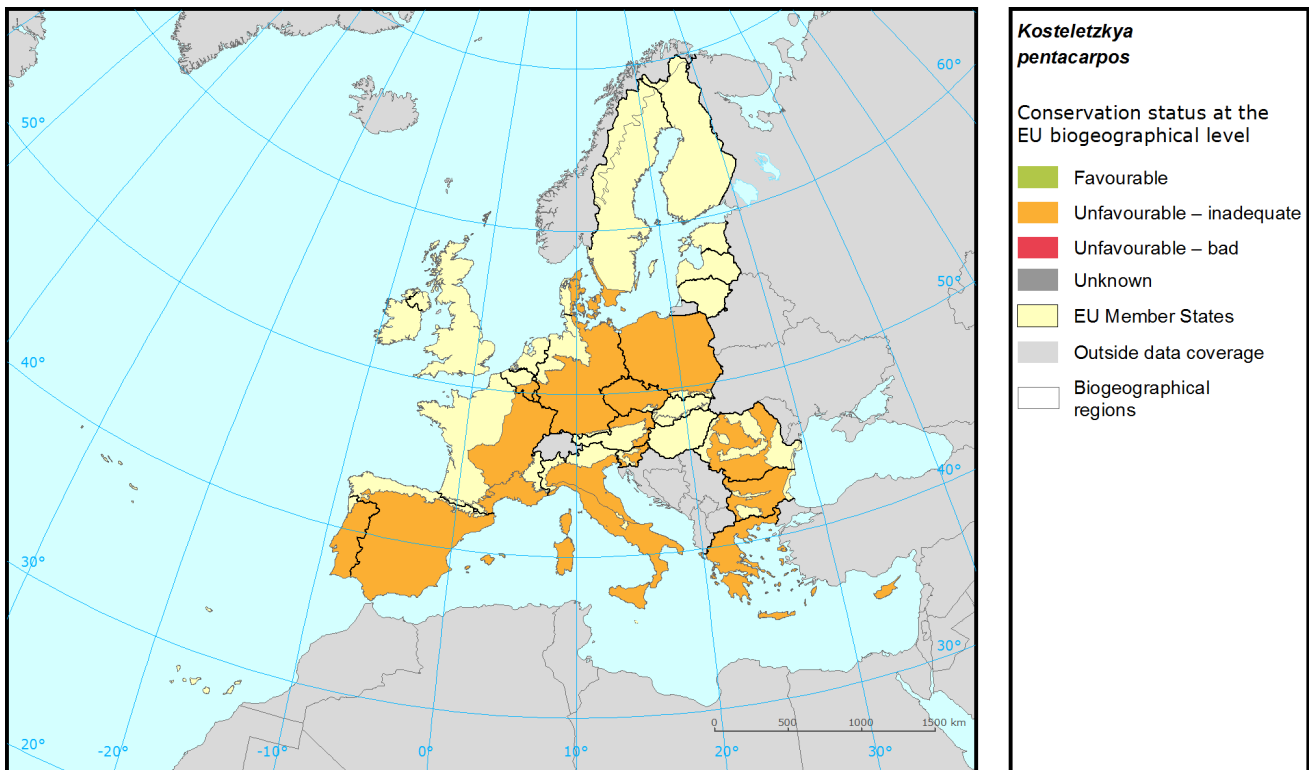 Kosteletzkya
pentacarpos
Conservation status at the
EU biogeographical level
Favourable
Unfavourable – inadequate
Unfavourable – bad
Unknown
EU Member States
Outside data coverage
Biogeographical
regions
60°
50°
50°
40°
40°
30°
30°
20°
-20°
-10°
0°
10°
20°
30°
0 500 1000 1500 km